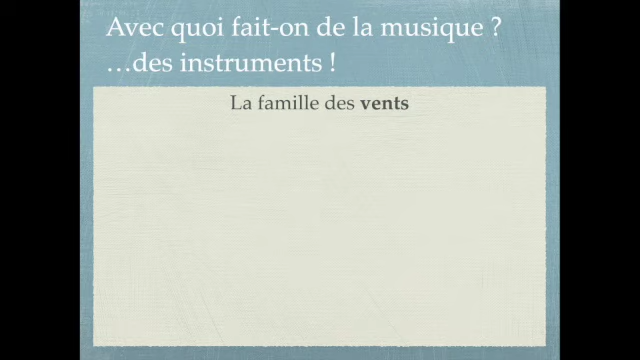 Avec quoi fait-on de la musique ?
…des instruments !
La famille des vents